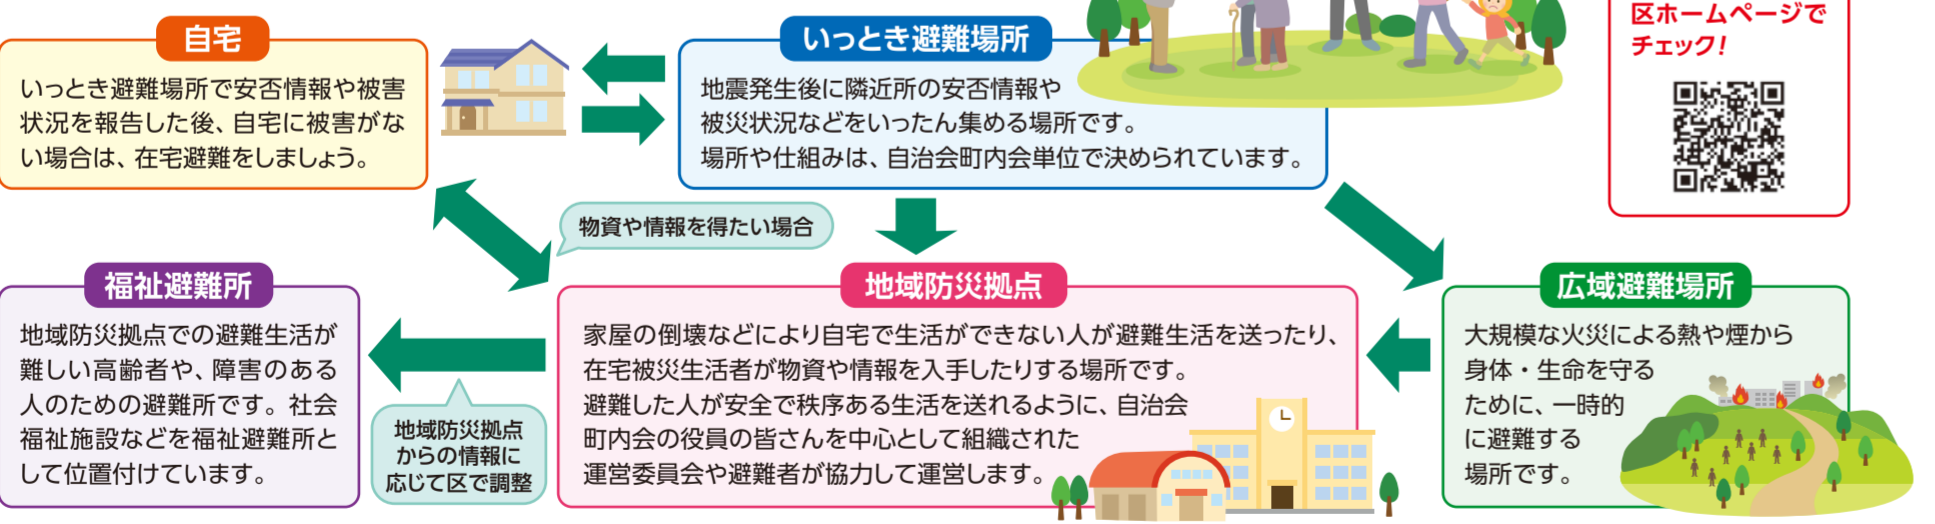 区ホームページで
チェック!
自宅
いっとき避難場所で安否情報や被害
状況を報告した後、自宅に被害がな
い場合は、在宅避難をしましょう。
いっとき避難場所
地震発生後に隣近所の安否情報や
被災状況などをいったん集める場所です。
場所や仕組みは、自治会町内会単位で決められています。
物資や情報を得たい場合
福祉避難所
地域防災拠点での避難生活が
難しい高齢者や、障害のある
人のための避難所です。社会
福祉施設などを福祉避難所と
して位置付けています。
地域防災拠点
からの情報に
応じて区で調整
地域防災拠点
家屋の倒壊などにより自宅で生活ができない人が避難生活を送ったり、
在宅被災生活者が物資や情報を入手したりする場所です。
避難した人が安全で秩序ある生活を送れるように、自治会
町内会の役員の皆さんを中心として組織された
運営委員会や避難者が協力して運営します。
広域避難場所
大規模な火災による熱や煙から
身体・生命を守る
ために、一時的
に避難する
場所です。